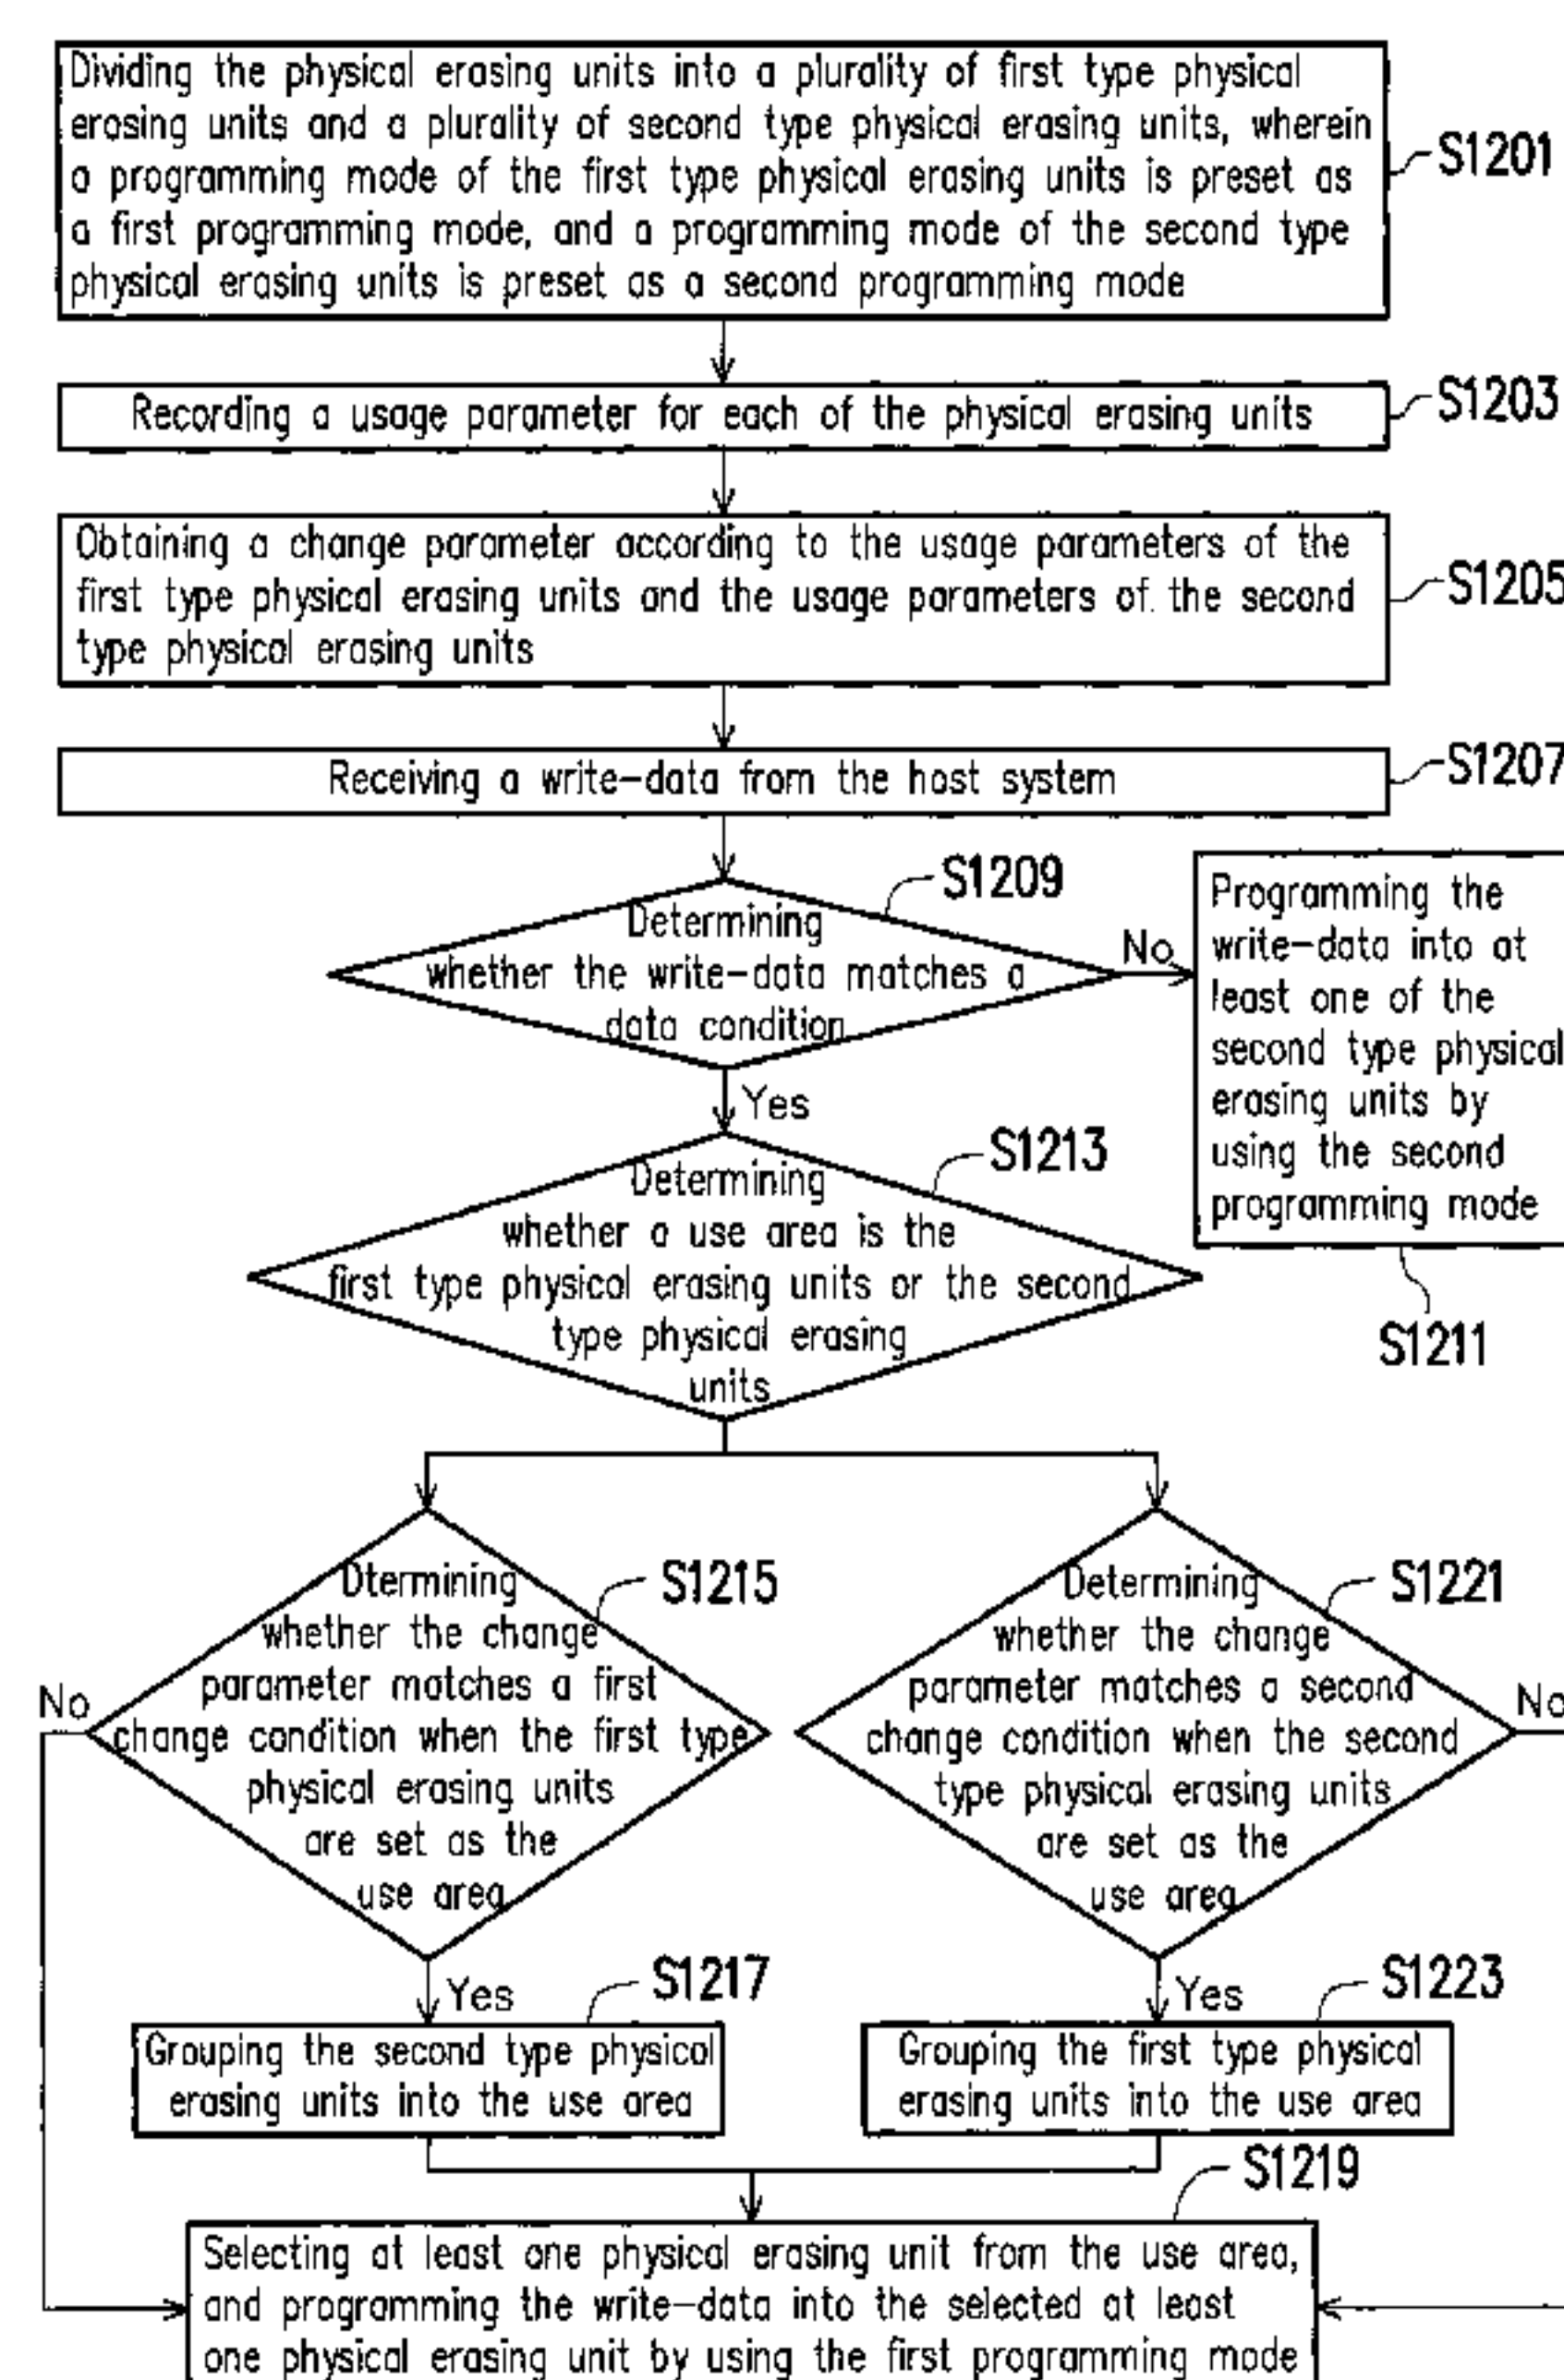 Dividing the physical erasing units into a plurality of first type physical
erasing units and a plurality of second type physical erasing units, wherein
a programming mode of the first type physical erasing units is preset as
a first programming mode, and a programming mode of the second type
physical erasing units is preset as a second programming mode
S1201
Recording a usage parameter for each of the physical erasing units
S1203
Obtaining a change parameter according to the usage parameters of the
first type physical erasing units and the usage parameters of the second
type physical erasing units
S1205
Receiving a write-data from the host system
S1207
S1209
Determining
whether the write-data matches a
data condition
No
Programming the
write-data into at
least one of the
second type physical
erasing units by
using the second
programming mode
S1211
Yes
S1213
Determining
whether a use area is the
first type physical erasing units or the second
type physical erasing
units
S1215
Dtermining
whether the change
parameter matches a first
change condition when the first type
physical erasing units
are set as the
use area
No
S1221
Determining
whether the change
parameter matches a second
change condition when the second
type physical erasing units
are set as the
use area
No
Yes
S1217
Grouping the second type physical
erasing units into the use area
Yes
S1223
Grouping the first type physical
erasing units into the use area
S1219
Selecting at least one physical erasing unit from the use area,
and programming the write-data into the selected at least
one physical erasing unit by using the first programming mode